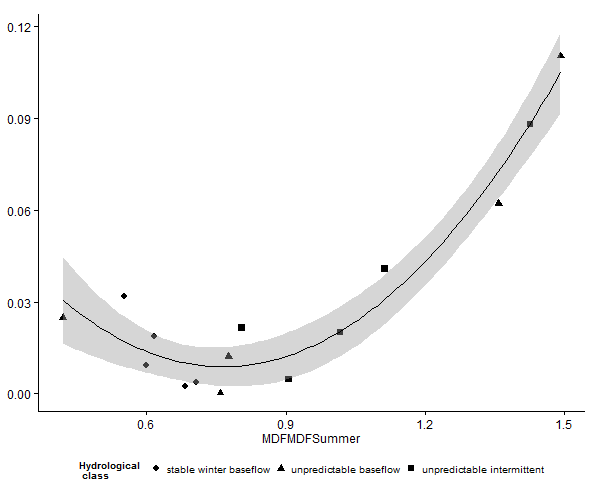 0.12
0.09
0.06
0.03
0.00
0.6 0.9 1.2 1.5
MDFMDFSummer
Hydrological class stable winter baseflow unpredictable baseflow unpredictable intermittent